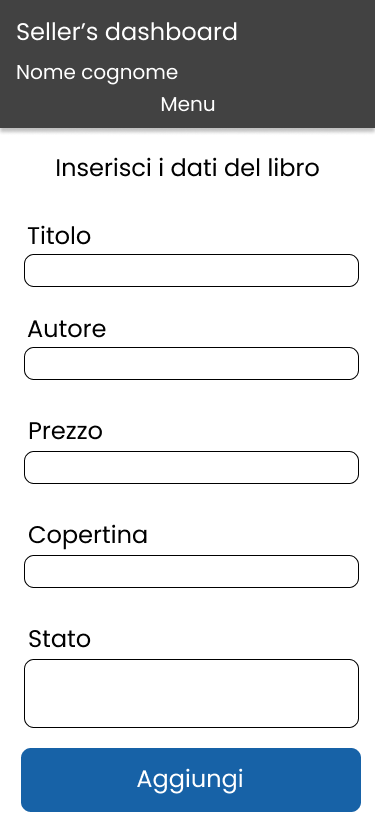 Seller’s dashboard
Nome cognome
Menu
Inserisci i dati del libro
Titolo
Autore
Prezzo
Copertina
Stato
Aggiungi